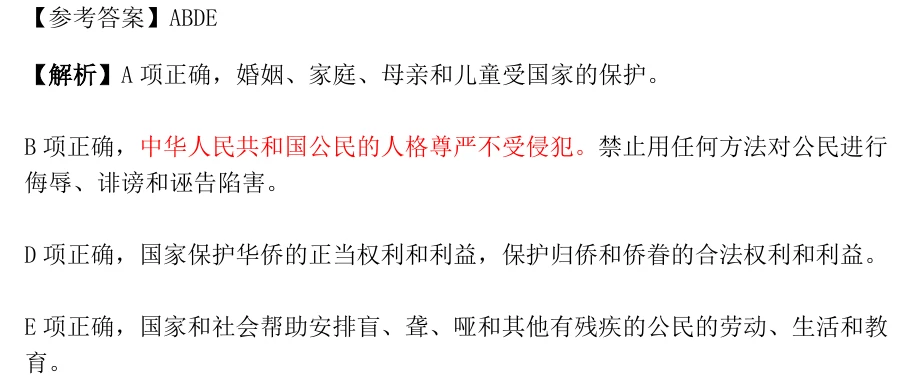 【参考答案】ABDE
【解析】A 项正确，婚姻、家庭、母亲和儿童受国家的保护。
B 项正确，中华人民共和国公民的人格尊严不受侵犯。禁止用任何方法对公民进行
侮辱、诽谤和诬告陷害。
D 项正确，国家保护华侨的正当权利和利益，保护归侨和侨眷的合法权利和利益。
E 项正确，国家和社会帮助安排盲、聋、哑和其他有残疾的公民的劳动、生活和教
育。